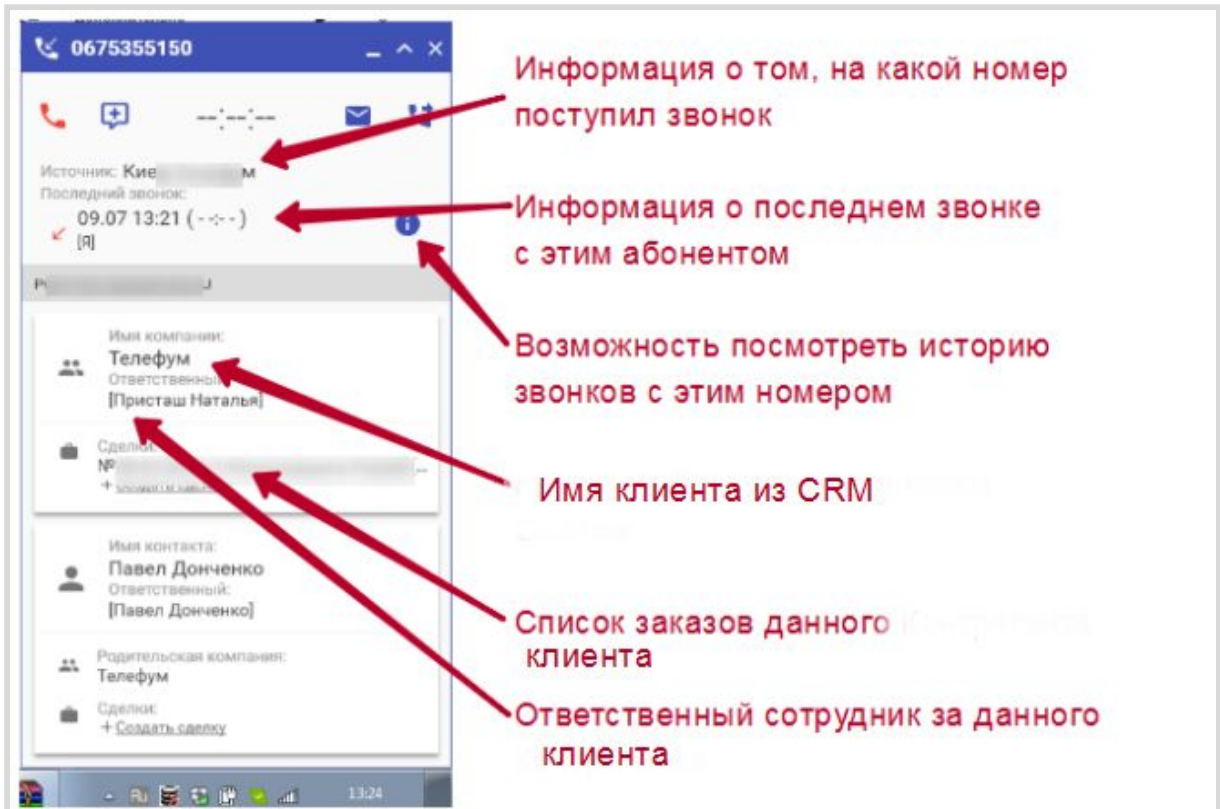 0675355150
--:--:--
Источник: Кие м
Последний звонок:
09.07 13:21 ( --:-- )
[Я]
Имя компании:
Телефум
Ответственный:
[Присташ Наталья]
Сделки:
№ ...
Имя контакта:
Павел Донченко
Ответственный:
[Павел Донченко]
Родительская компания:
Телефум
Сделки:
+ Создать сделку
13:24
Информация о том, на какой номер
поступил звонок
Информация о последнем звонке
с этим абонентом
Возможность посмотреть историю
звонков с этим номером
Имя клиента из CRM
Список заказов данного
клиента
Ответственный сотрудник за данного
клиента